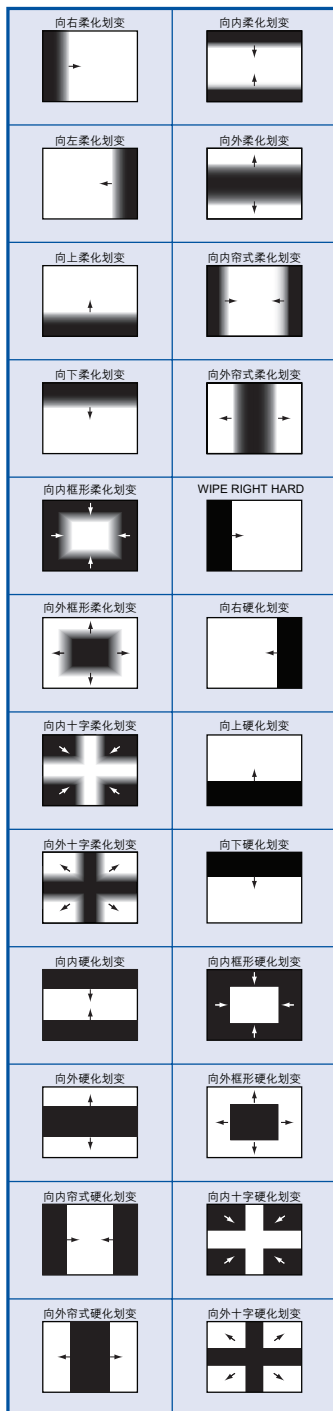 向右柔化划变
向内柔化划变
向左柔化划变
向外柔化划变
向上柔化划变
向内帘式柔化划变
向下柔化划变
向外帘式柔化划变
向内框形柔化划变
WIPE RIGHT HARD
向外框形柔化划变
向右硬化划变
向内十字柔化划变
向上硬化划变
向外十字柔化划变
向下硬化划变
向内硬化划变
向内框形硬化划变
向外硬化划变
向外框形硬化划变
向内帘式硬化划变
向内十字硬化划变
向外帘式硬化划变
向外十字硬化划变